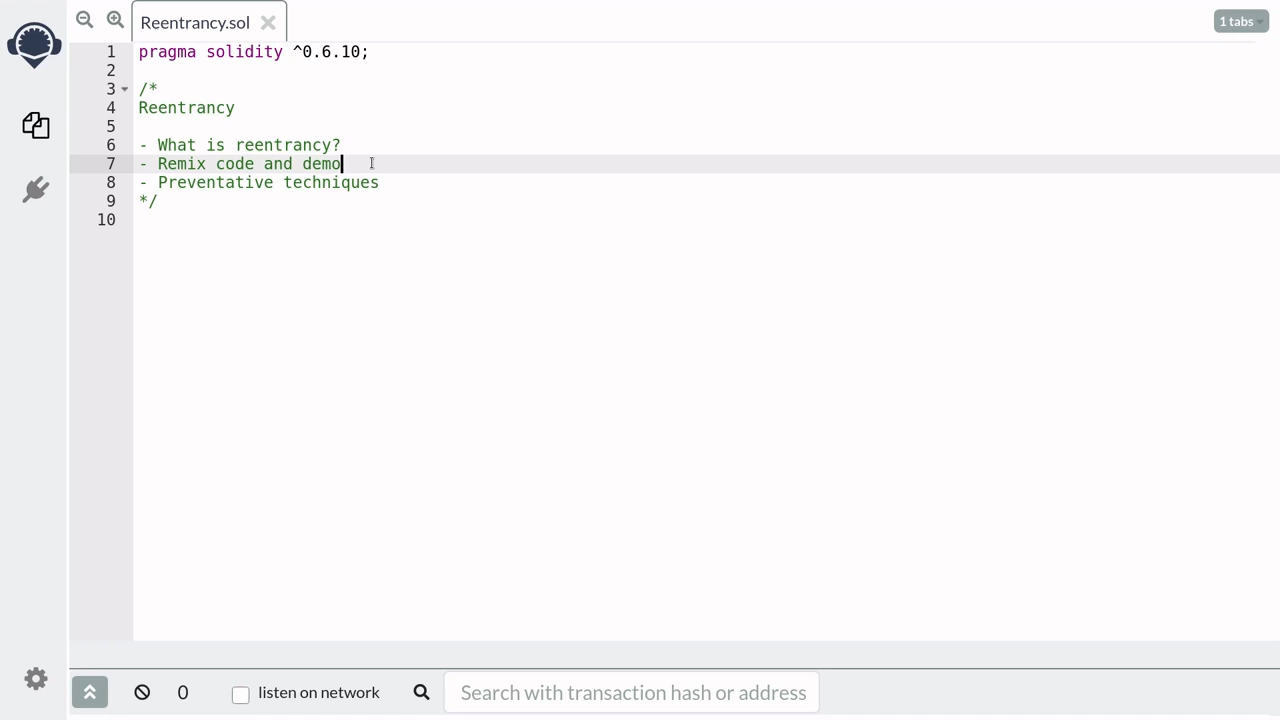 Reentrancy.sol
1 tabs
1 pragma solidity ^0.6.10;
2
3 /*
4 Reentrancy
5
6 - What is reentrancy?
7 - Remix code and demo
8 - Preventative techniques
9 */
10
0
listen on network
Search with transaction hash or address